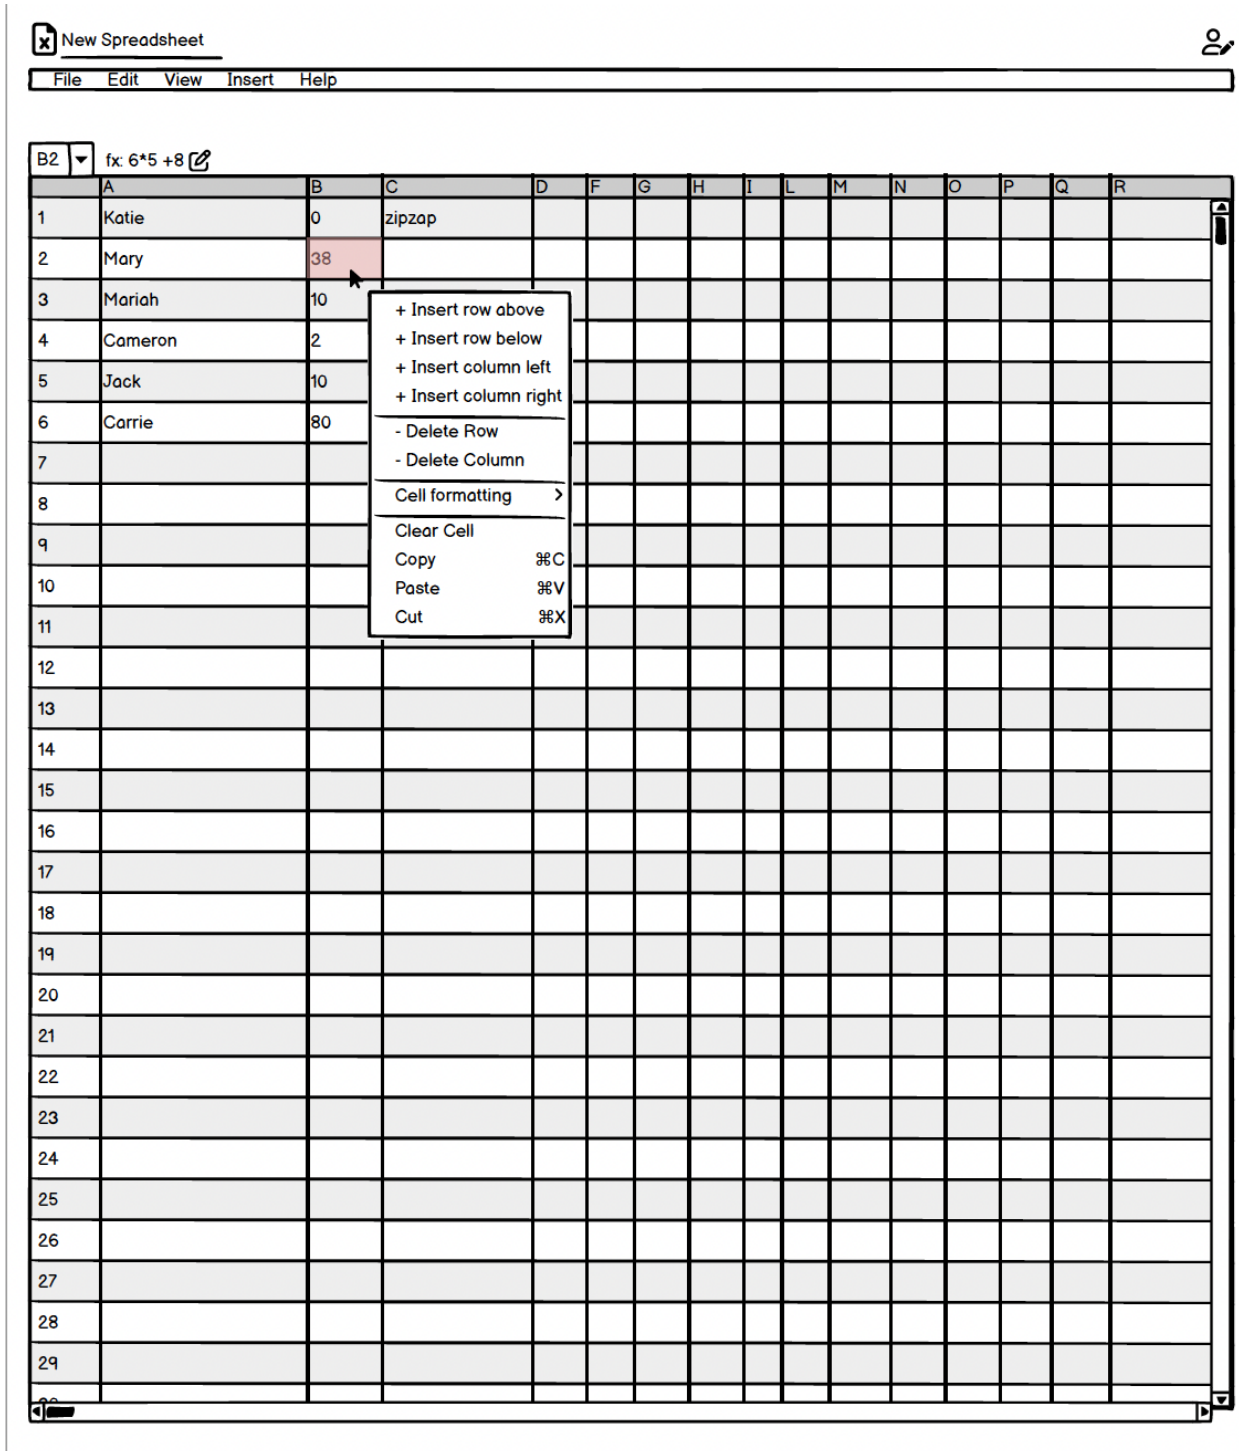 New Spreadsheet
File Edit View Insert Help
B2 fx: 6*5 +8
A B C D F G H I L M N O P Q R
1 Katie 0 zipzap
2 Mary 38
3 Mariah 10
4 Cameron 2
5 Jack 10
6 Carrie 80
7
8
9
10
11
12
13
14
15
16
17
18
19
20
21
22
23
24
25
26
27
28
29
+ Insert row above
+ Insert row below
+ Insert column left
+ Insert column right
- Delete Row
- Delete Column
Cell formatting >
Clear Cell
Copy ⌘C
Paste ⌘V
Cut ⌘X